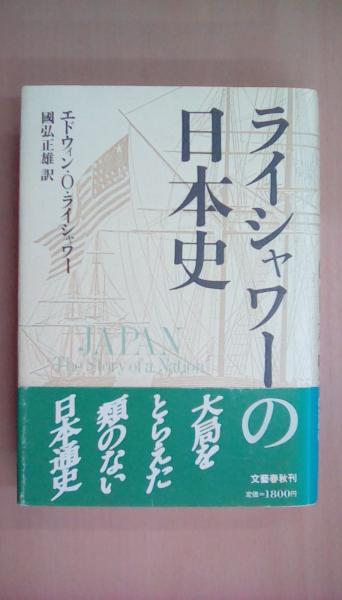 ライシャワーの
日本史
エドウィン・O・ライシャワー
國弘正雄 訳
JAPAN
The Story of a Nation
大局を
とらえた
類のない
日本通史
文藝春秋刊
定価=1800円